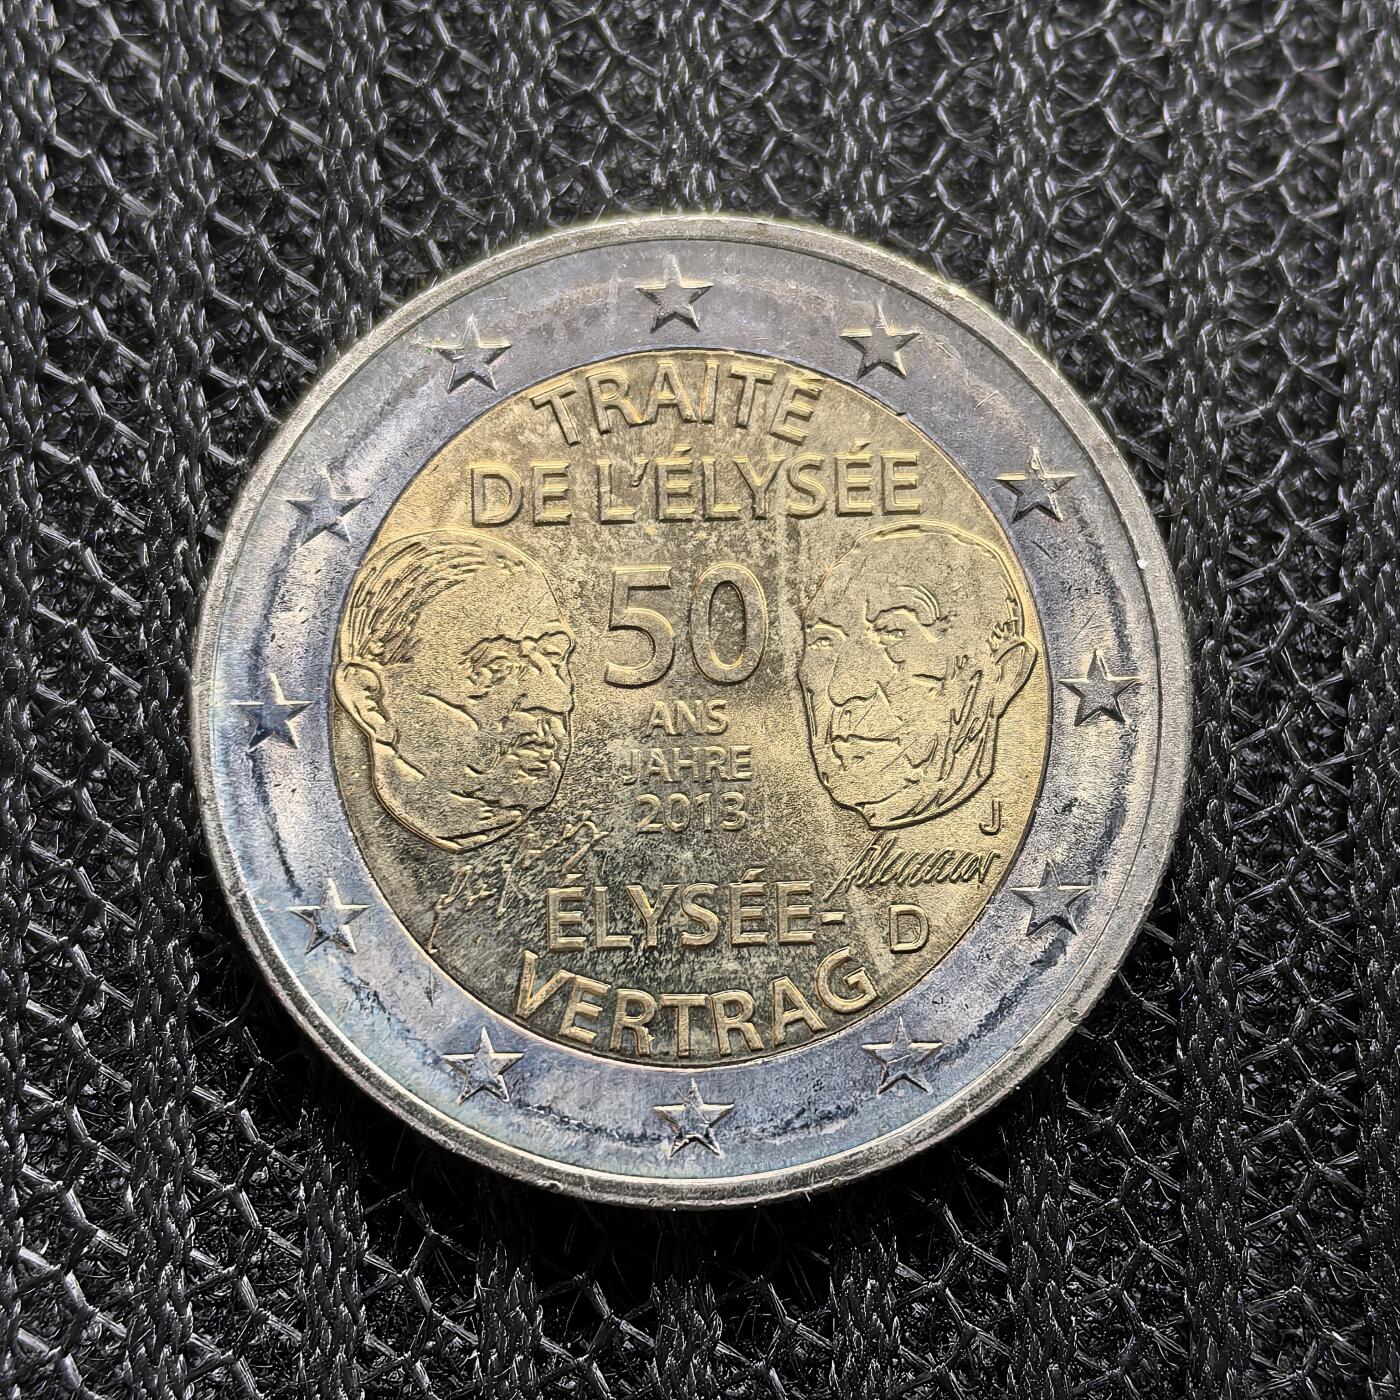 TRAITÉ
DE L'ÉLYSÉE
50
ANS
JAHRE
2013
J
ÉLYSÉE-
D
VERTRAG